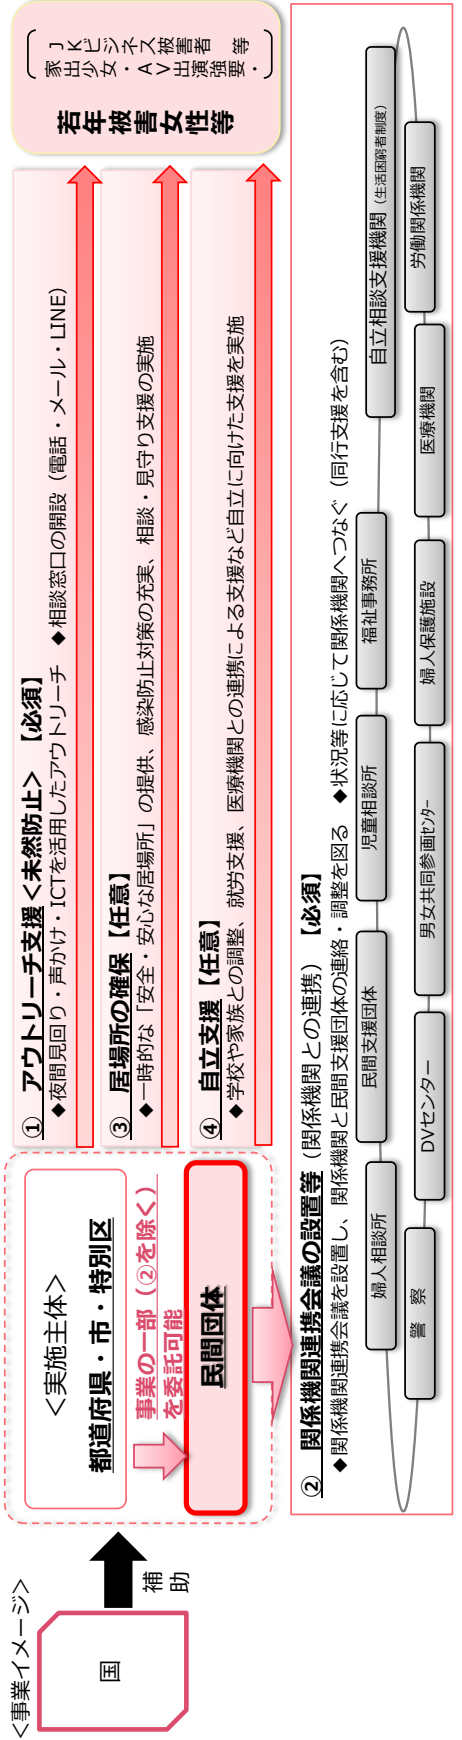 ＜事業イメージ＞
国
補助
＜実施主体＞
都道府県・市・特別区
事業の一部（②を除く）
を委託可能
民間団体
① アウトリーチ支援＜未然防止＞ 【必須】
◆夜間見回り・声かけ・ICTを活用したアウトリーチ ◆相談窓口の開設（電話・メール・LINE）
③ 居場所の確保【任意】
◆一時的な「安全・安心な居場所」の提供、感染防止対策の充実、相談・見守り支援の実施
④ 自立支援【任意】
◆学校や家族との調整、就労支援、医療機関との連携による支援など自立に向けた支援を実施
若年被害女性等
ＪＫビジネス被害者 等
家出少女・ＡＶ出演強要・
② 関係機関連携会議の設置等（関係機関との連携） 【必須】
◆関係機関連携会議を設置し、関係機関と民間支援団体の連絡・調整を図る ◆状況等に応じて関係機関へつなぐ（同行支援を含む）
婦人相談所
民間支援団体
児童相談所
福祉事務所
自立相談支援機関（生活困窮者制度）
警 察
DVセンター
男女共同参画ｾﾝﾀｰ
婦人保護施設
医療機関
労働関係機関